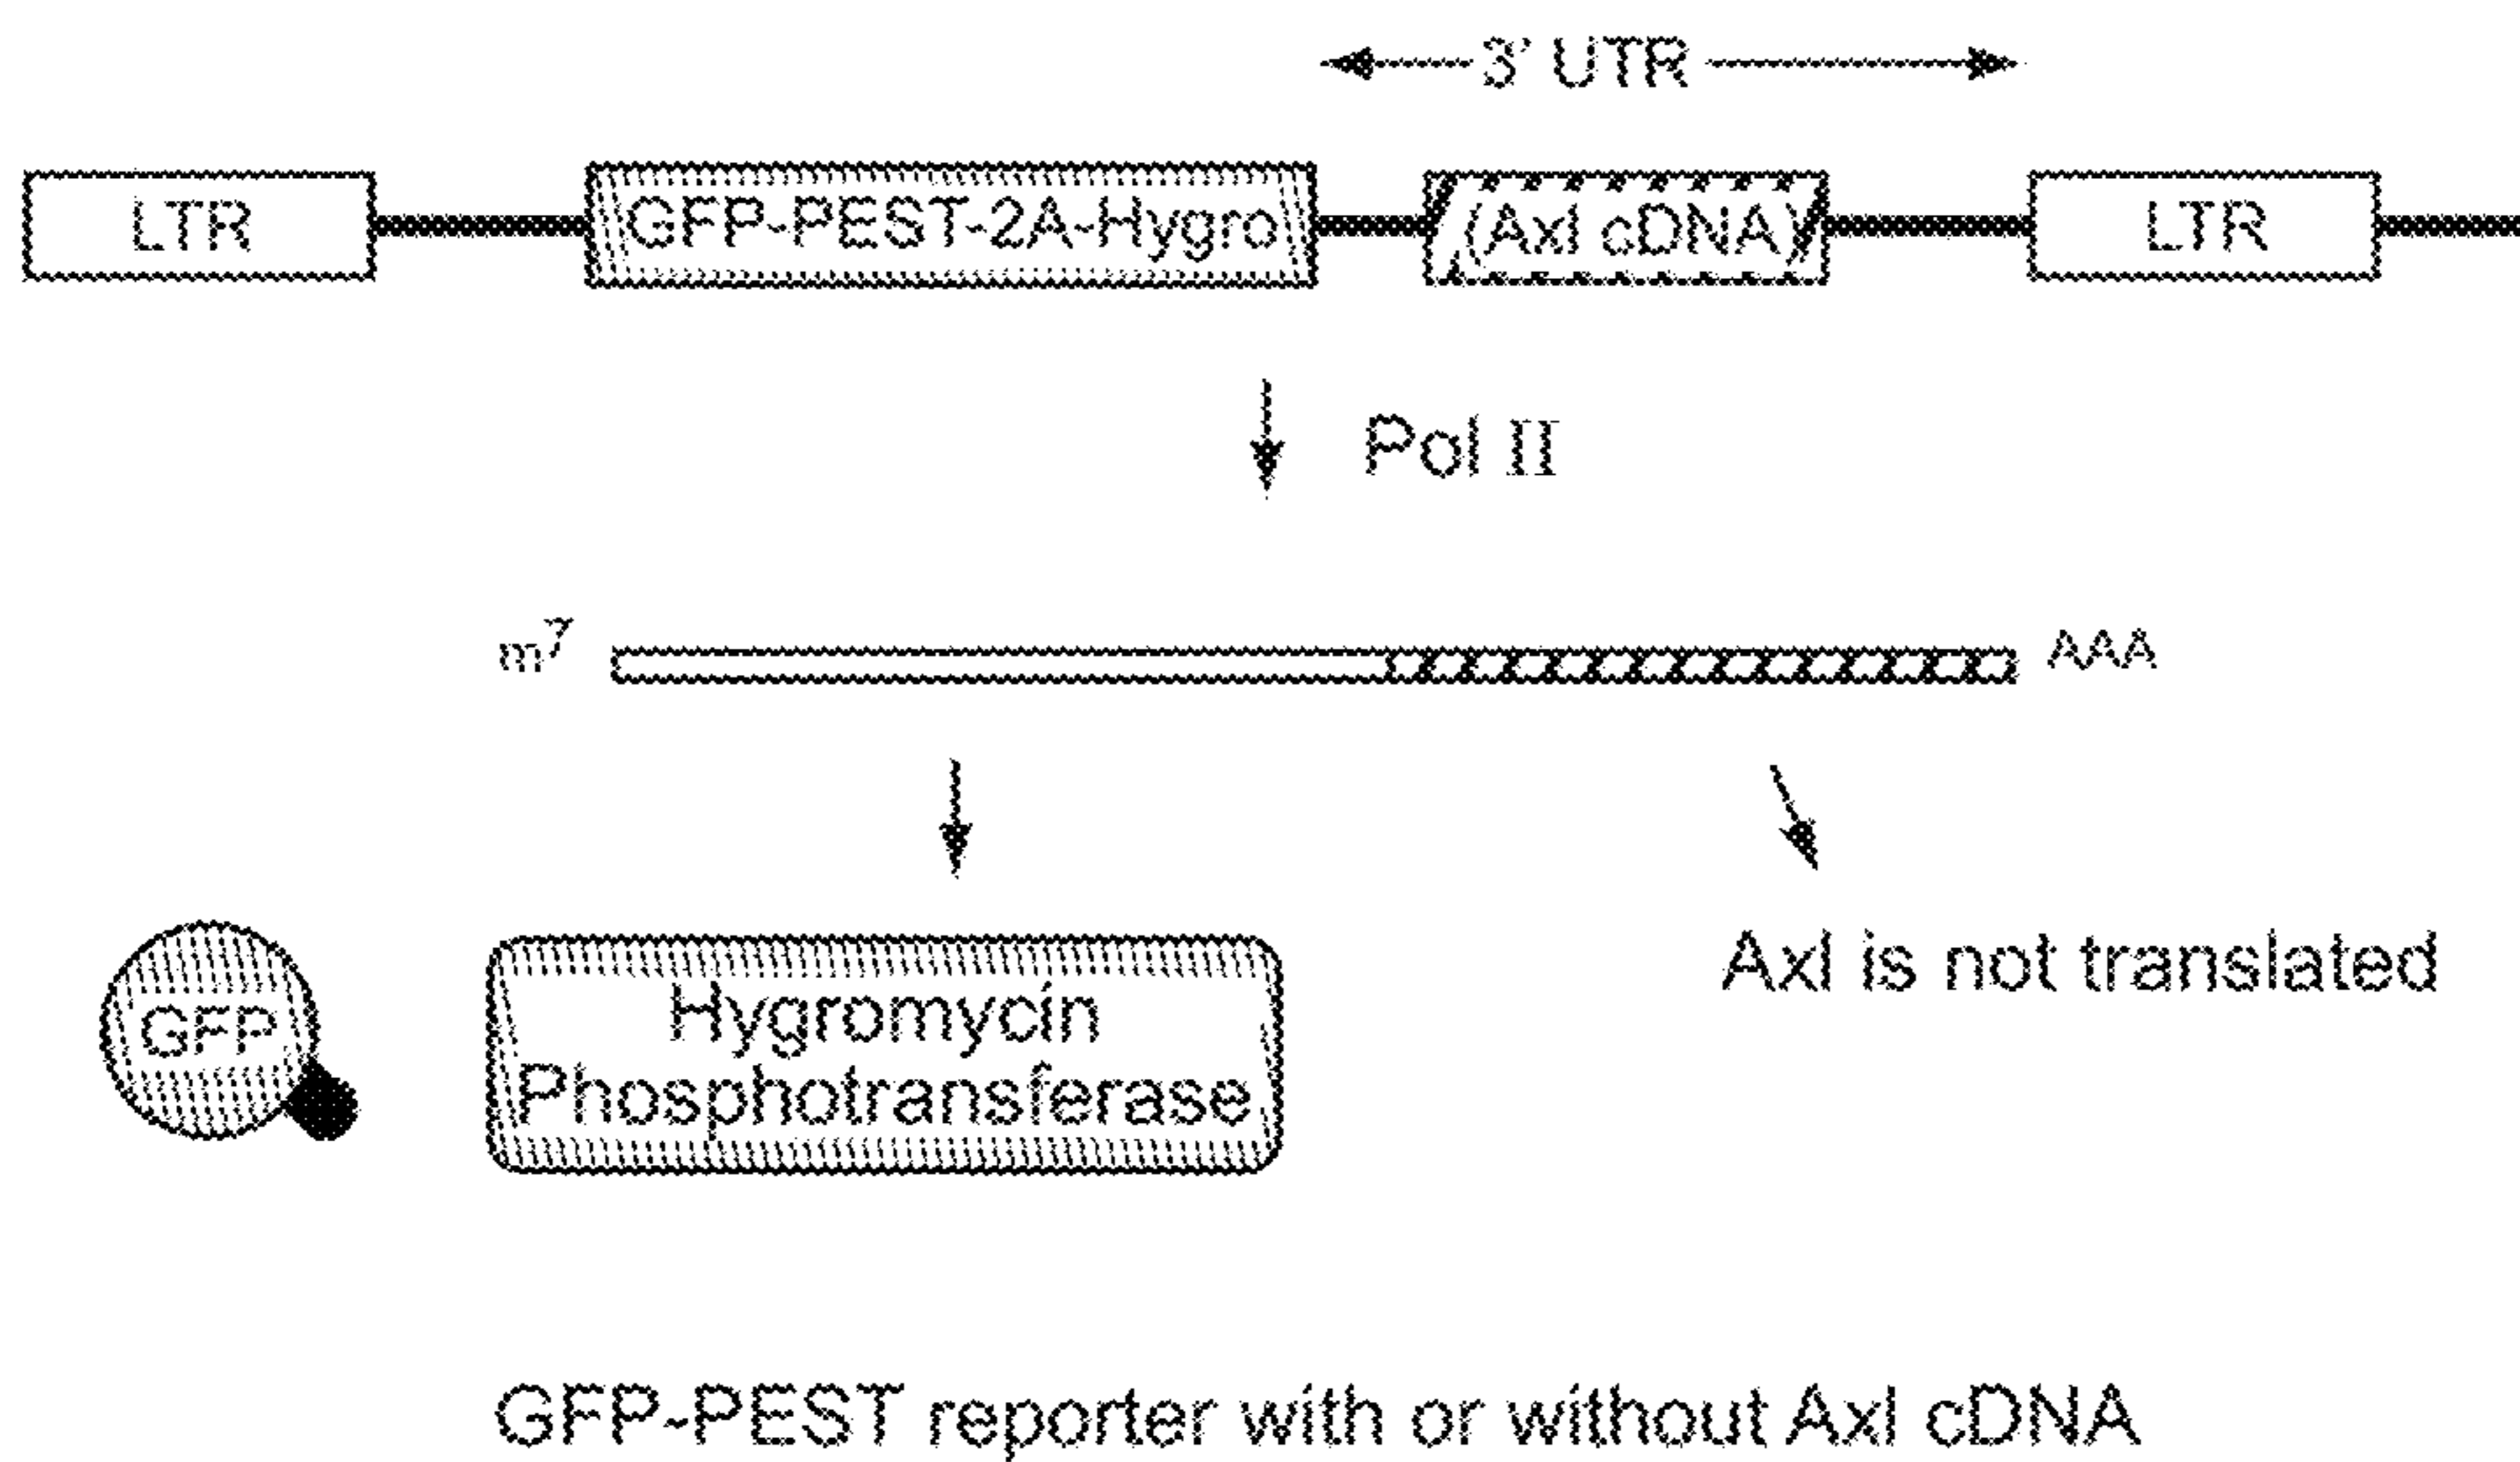 3' UTR
LTR GFP-PEST-2A-Hygro (Axl cDNA) LTR
Pol II
m7 AAA
GFP
Hygromycin
Phosphotransferase
Axl is not translated
GFP-PEST reporter with or without Axl cDNA